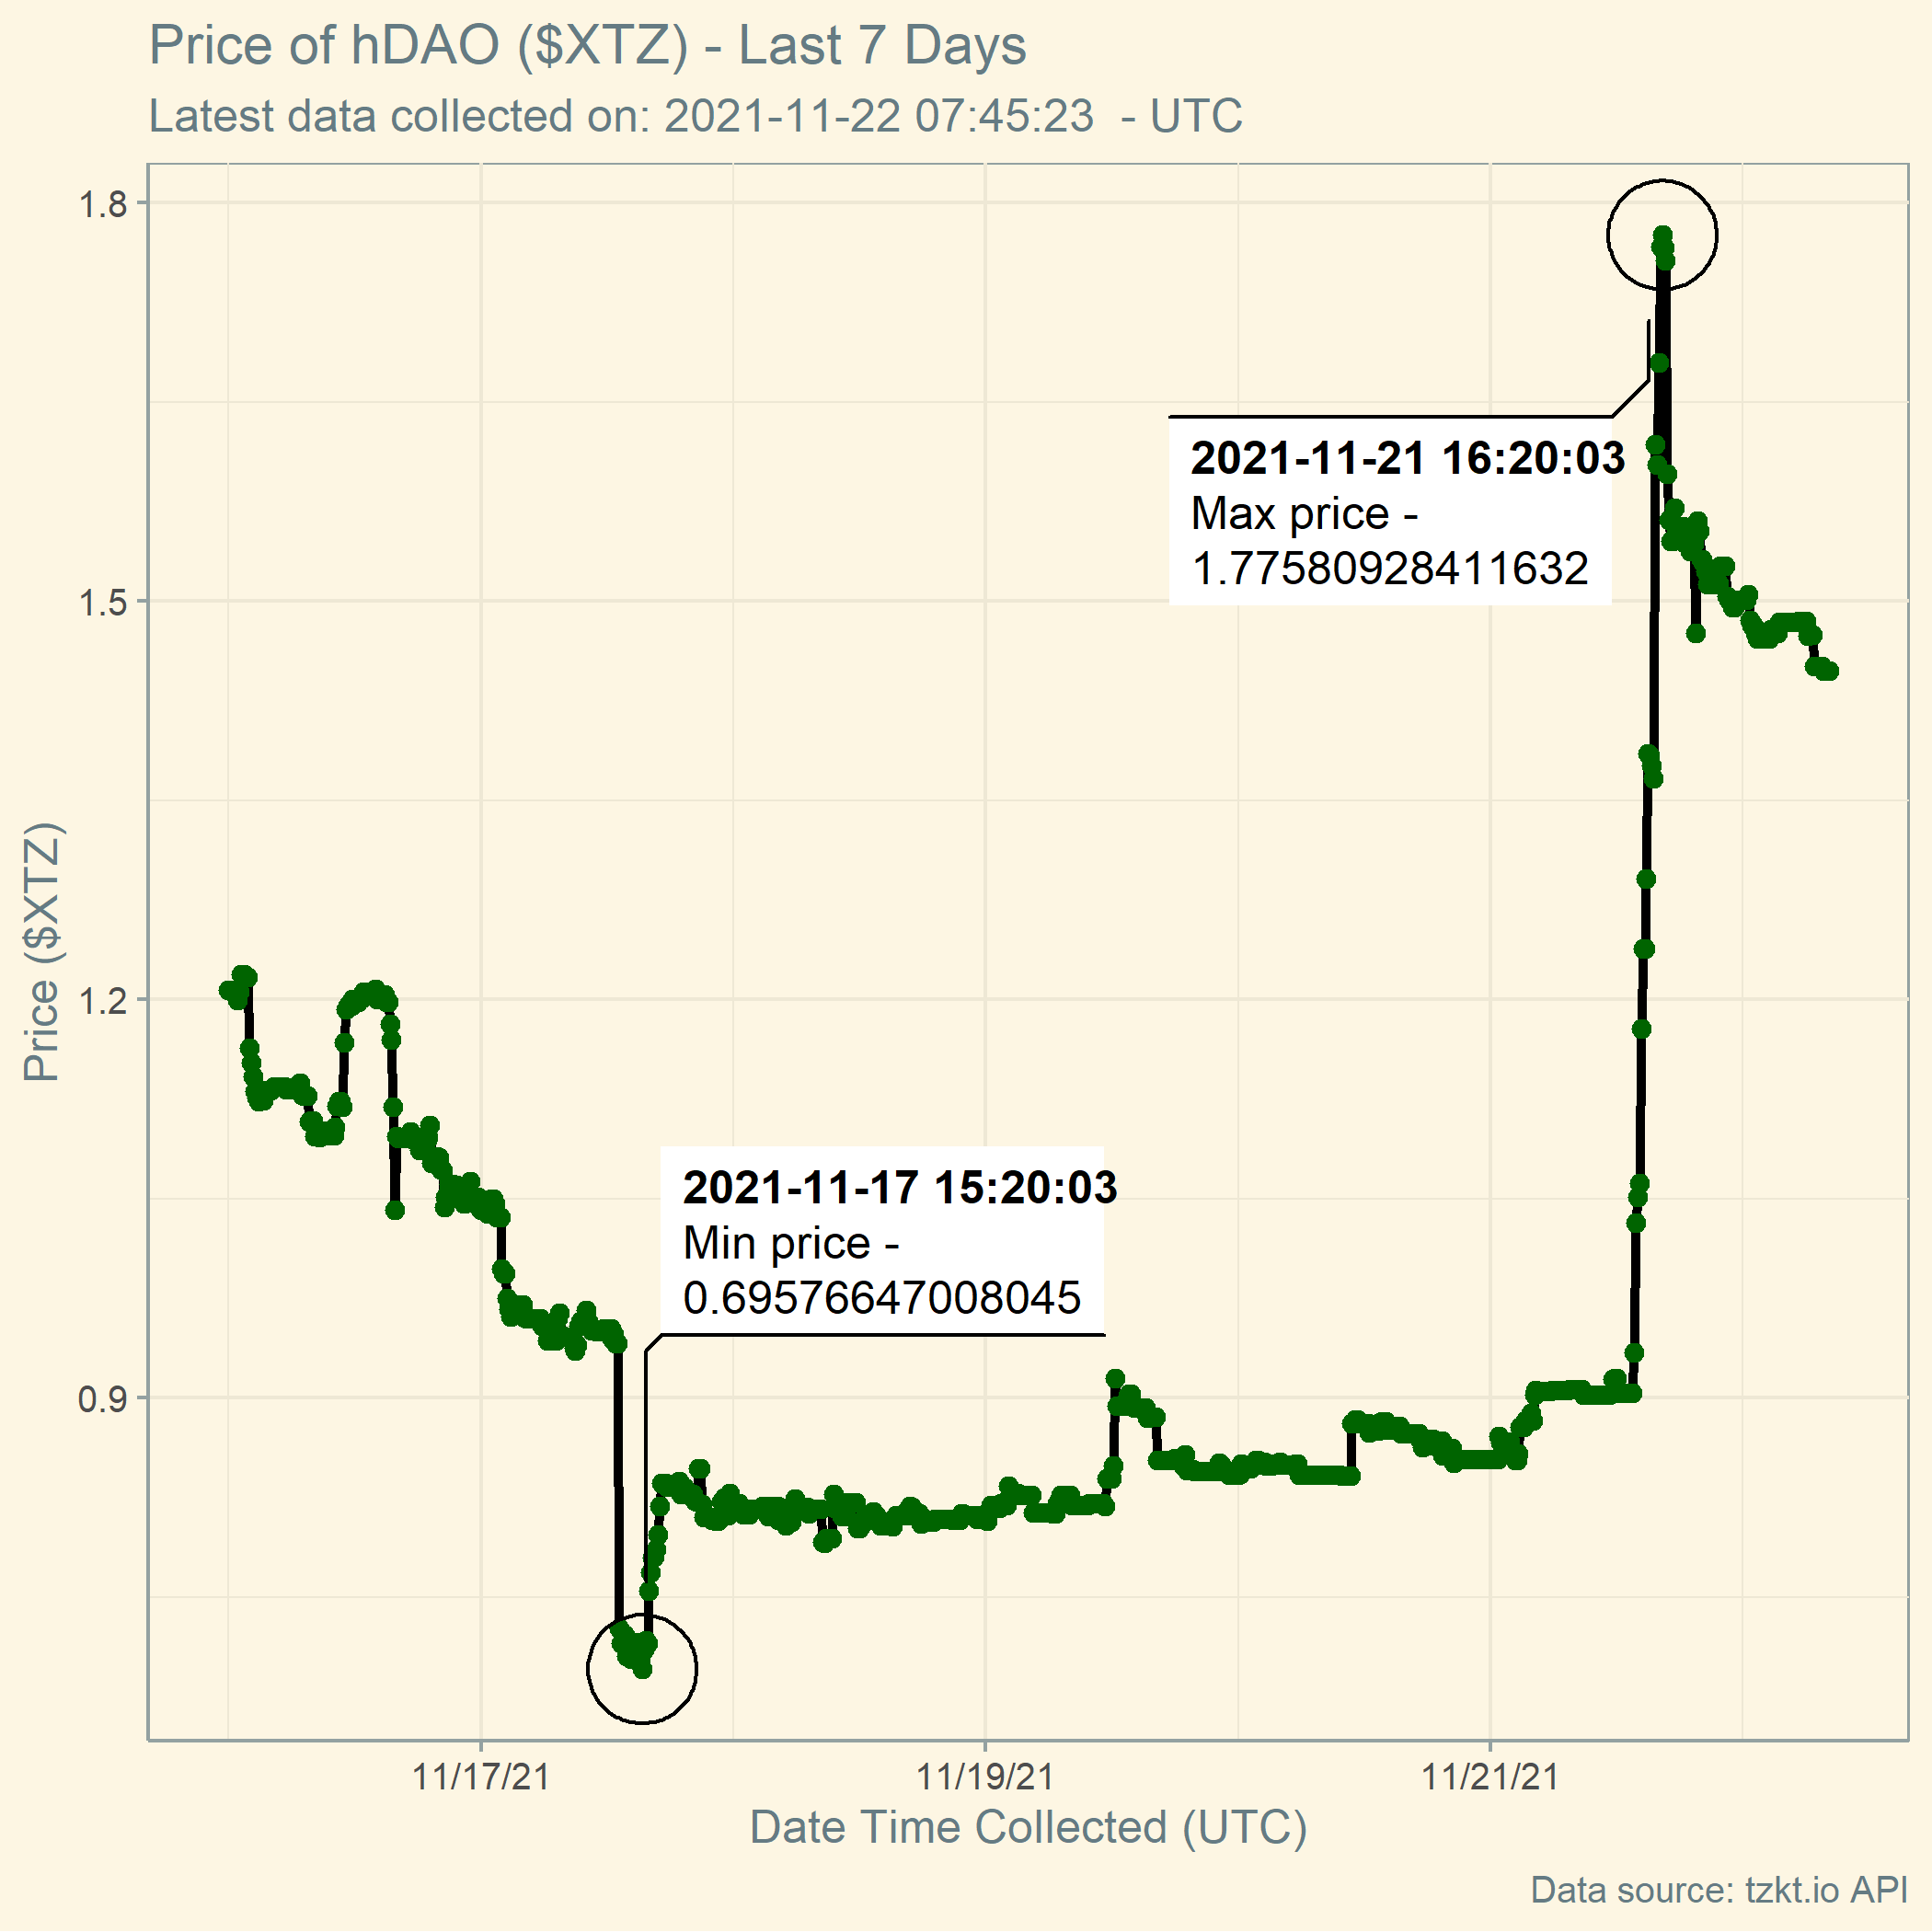 Price of hDAO ($XTZ) - Last 7 Days
Latest data collected on: 2021-11-22 07:45:23  - UTC
1.8
2021-11-21 16:20:03
Max price -
1.77580928411632
1.5
Price ($XTZ)
1.2
2021-11-17 15:20:03
Min price -
0.69576647008045
0.9
11/17/21
11/19/21
11/21/21
Date Time Collected (UTC)
Data source: tzkt.io API